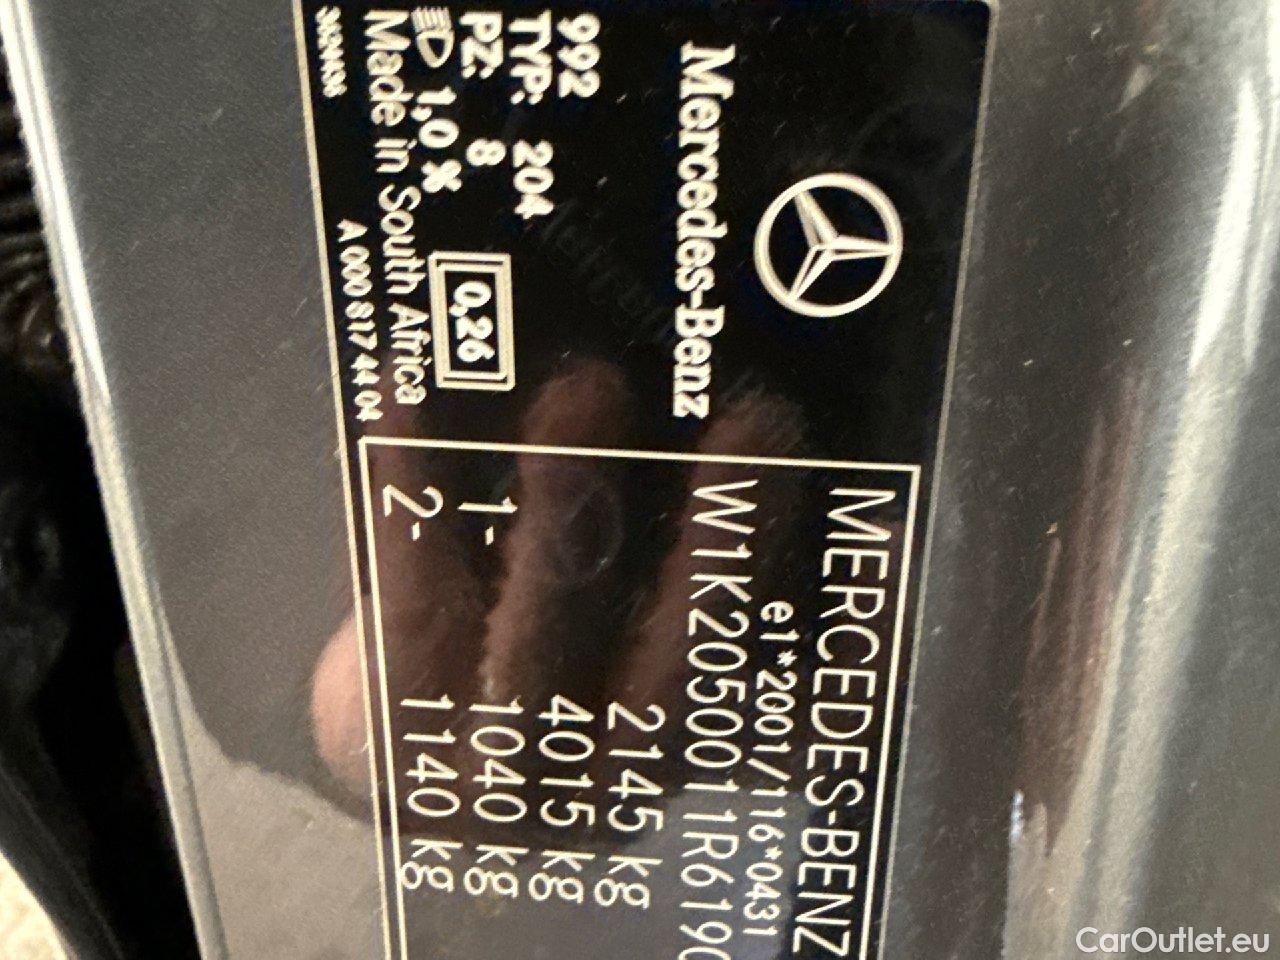 Mercedes-Benz
992
TYP: 204
PZ: 8
1,0 %
0,26
Made in South Africa
A 000 817 44 04
MERCEDES-BENZ
e1*2001/116*0431
W1K2050011R619
2145 kg
4015 kg
1- 1040 kg
2- 1140 kg
CarOutlet.eu